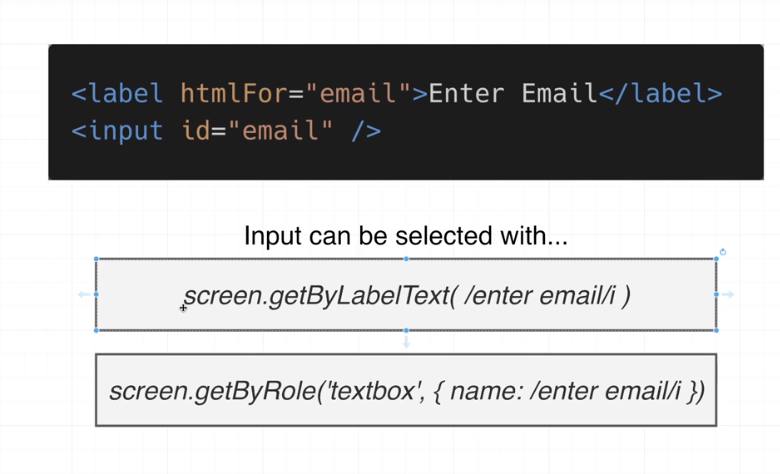 <label htmlFor="email">Enter Email</label>
<input id="email" />
Input can be selected with...
screen.getByLabelText( /enter email/i )
screen.getByRole('textbox', { name: /enter email/i })